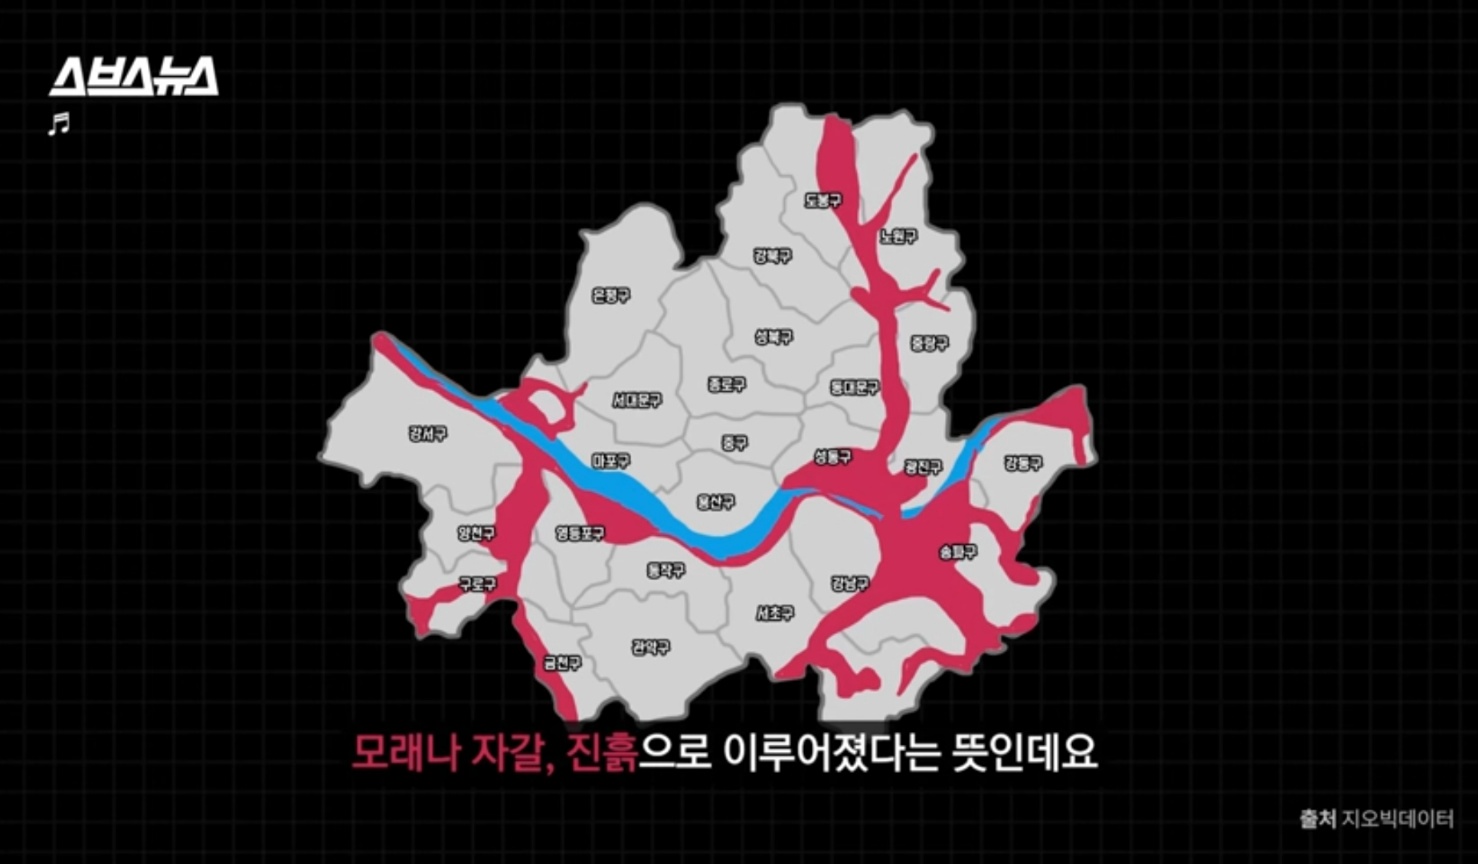 스브스뉴스
도봉구
노원구
강북구
은평구
성북구
중랑구
종로구
동대문구
서대문구
강서구
중구
성동구
마포구
광진구
강동구
용산구
양천구
영등포구
송파구
동작구
구로구
강남구
서초구
관악구
금천구
모래나 자갈, 진흙으로 이루어졌다는 뜻인데요
출처 지오빅데이터